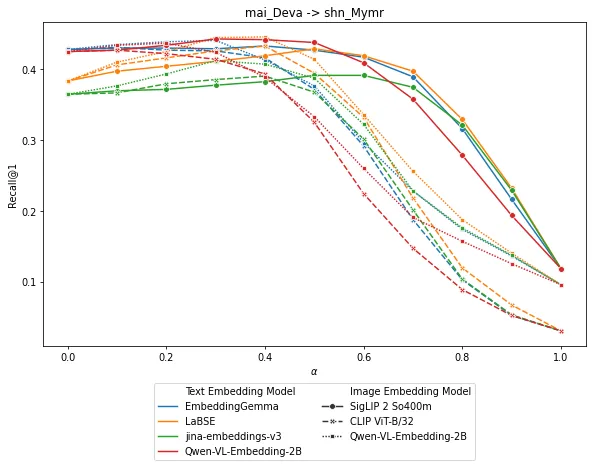 mai_Deva -> shn_Mymr
Recall@1
0.4
0.3
0.2
0.1
0.0 0.2 0.4 0.6 0.8 1.0
α
Text Embedding Model Image Embedding Model
EmbeddingGemma SigLIP 2 So400m
LaBSE CLIP ViT-B/32
jina-embeddings-v3 Qwen-VL-Embedding-2B
Qwen-VL-Embedding-2B